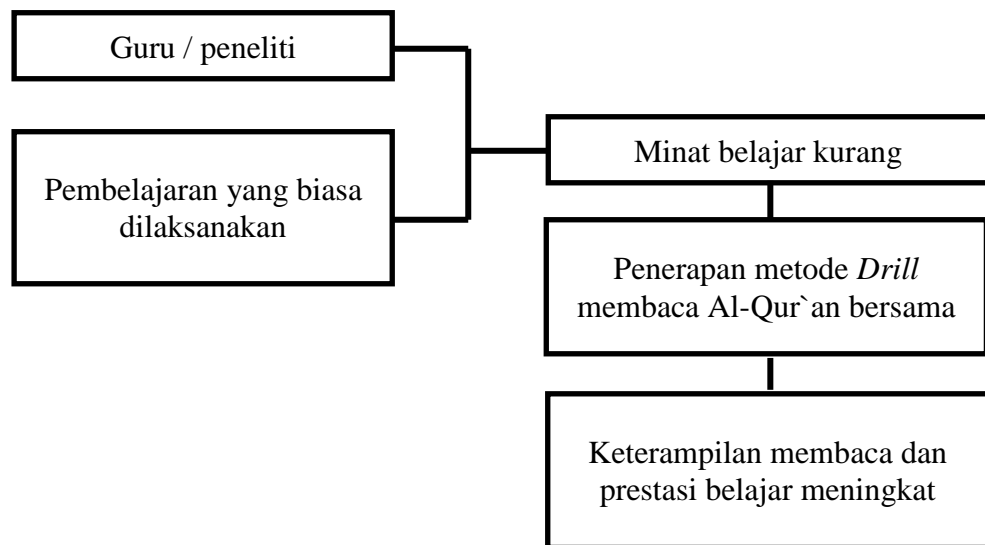 Guru / peneliti
Pembelajaran yang biasa
dilaksanakan
Minat belajar kurang
Penerapan metode Drill
membaca Al-Qur`an bersama
Keterampilan membaca dan
prestasi belajar meningkat